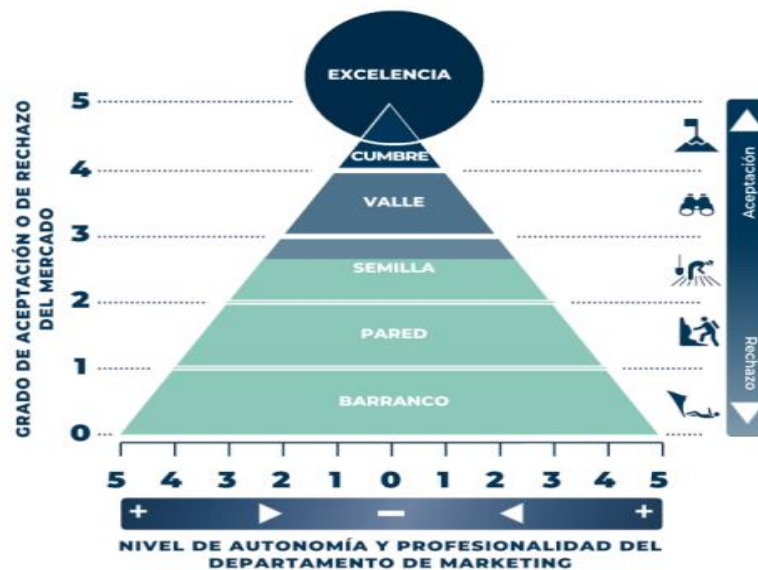 EXCELENCIA
GRADO DE ACEPTACIÓN O DE RECHAZO
DEL MERCADO
5
4
3
2
1
0
CUMBRE
VALLE
SEMILLA
PARED
BARRANCO
Aceptación
Rechazo
5 4 3 2 1 0 1 2 3 4 5
+ − +
NIVEL DE AUTONOMÍA Y PROFESIONALIDAD DEL
DEPARTAMENTO DE MARKETING